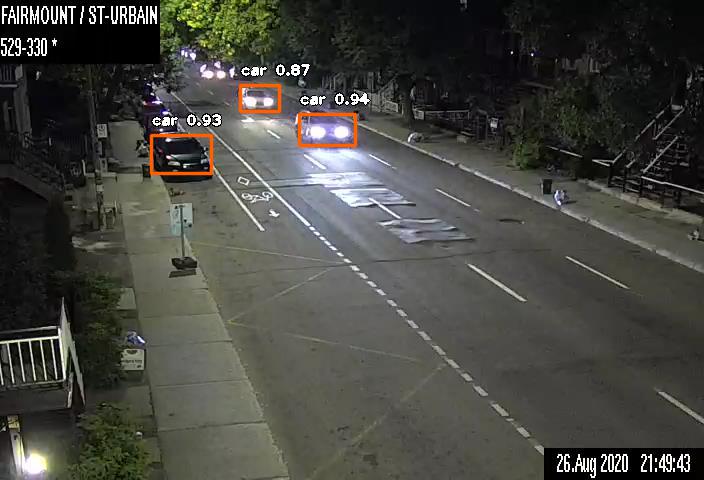 FAIRMOUNT / ST-URBAIN
529-330 *
car 0.87
car 0.94
car 0.93
26.Aug 2020 21:49:43